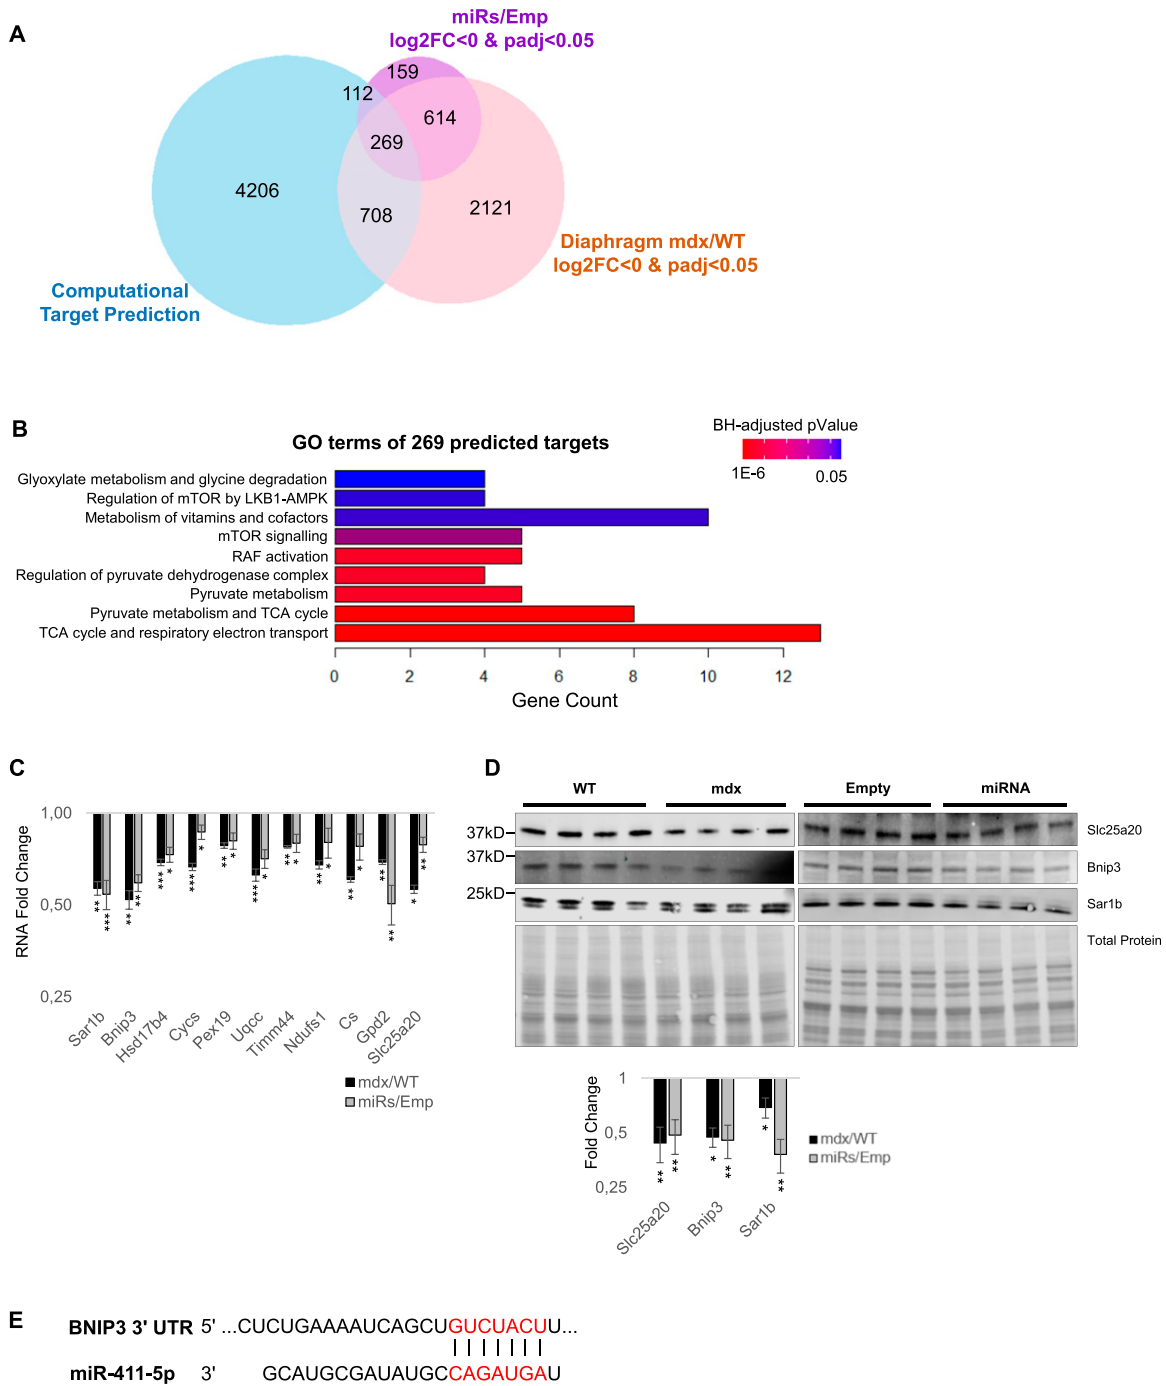 A
miRs/Emp
log2FC<0 & padj<0.05
159
112
614
269
4206
708
2121
Diaphragm mdx/WT
log2FC<0 & padj<0.05
Computational
Target Prediction
B
GO terms of 269 predicted targets
BH-adjusted pValue
1E-6
0.05
Glyoxylate metabolism and glycine degradation
Regulation of mTOR by LKB1-AMPK
Metabolism of vitamins and cofactors
mTOR signalling
RAF activation
Regulation of pyruvate dehydrogenase complex
Pyruvate metabolism
Pyruvate metabolism and TCA cycle
TCA cycle and respiratory electron transport
0 2 4 6 8 10 12
Gene Count
C
RNA Fold Change
1,00
0,50
0,25
** *** ** ** *** * *** * ** * *** * ** * ** * ** * ** ** * **
Sar1b Bnip3 Hsd17b4 Cycs Pex19 Uqcc Timm44 Ndufs1 Cs Gpd2 Slc25a20
mdx/WT
miRs/Emp
D
WT mdx Empty miRNA
37kD
Slc25a20
37kD
Bnip3
25kD
Sar1b
Total Protein
Fold Change
1
0,5
0,25
** ** * ** * **
Slc25a20 Bnip3 Sar1b
mdx/WT
miRs/Emp
E
BNIP3 3' UTR 5' ...CUCUGAAAAUCAGCUGUCUACUU...
miR-411-5p 3' GCAUGCGAUAUGCCAGAUGAU